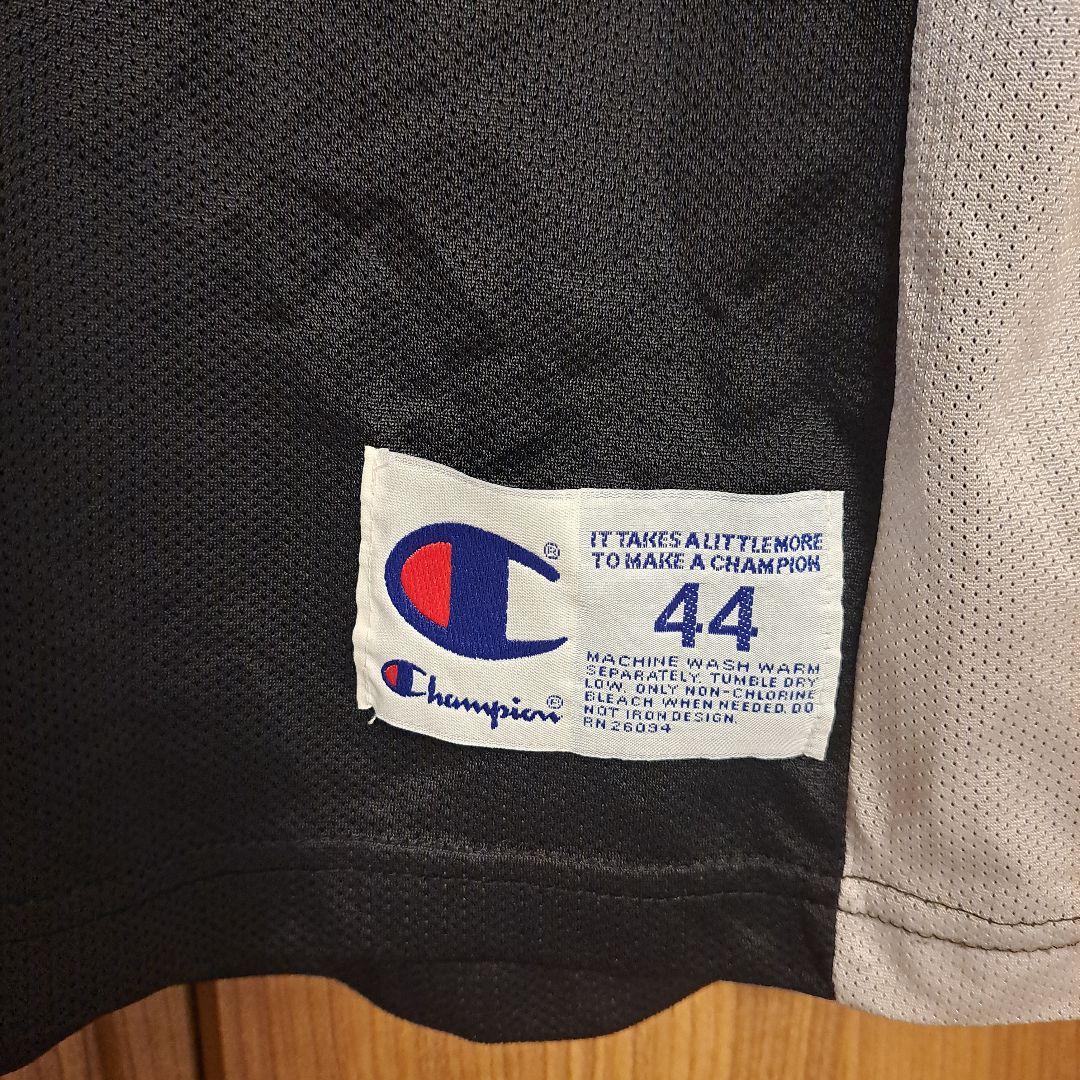 ®
Champion®
IT TAKES A LITTLE MORE
TO MAKE A CHAMPION
44
MACHINE WASH WARM
SEPARATELY. TUMBLE DRY
LOW. ONLY NON-CHLORINE
BLEACH WHEN NEEDED. DO
NOT IRON DESIGN.
RN 26094